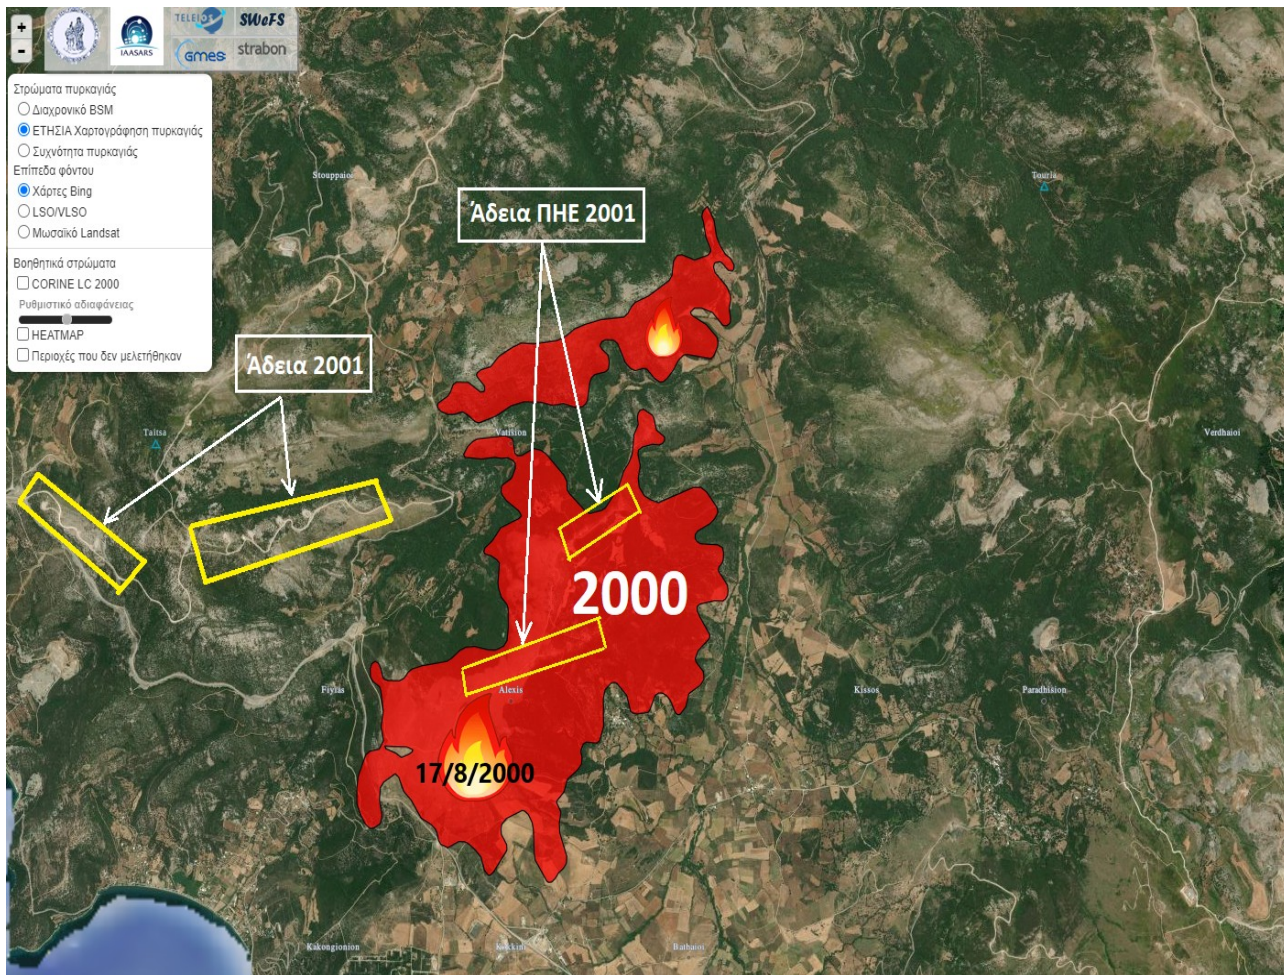 +
-
IAASARS
TELEIOS
SWeFS
Gmes
strabon
Στρώματα πυρκαγιάς
Διαχρονικό BSM
ΕΤΗΣΙΑ Χαρτογράφηση πυρκαγιάς
Συχνότητα πυρκαγιάς
Επίπεδα φόντου
Χάρτες Bing
LSO/VLSO
Μωσαϊκό Landsat
Βοηθητικά στρώματα
CORINE LC 2000
Ρυθμιστικό αδιαφάνειας
HEATMAP
Περιοχές που δεν μελετήθηκαν
Stouppaioi
Tourla
Άδεια ΠΗΕ 2001
Άδεια 2001
Taltsa
Vatision
Verdhaioi
2000
Fiyias
Alexis
Kissos
Paradhision
17/8/2000
Kakongionion
Kokkini
Bathaioi